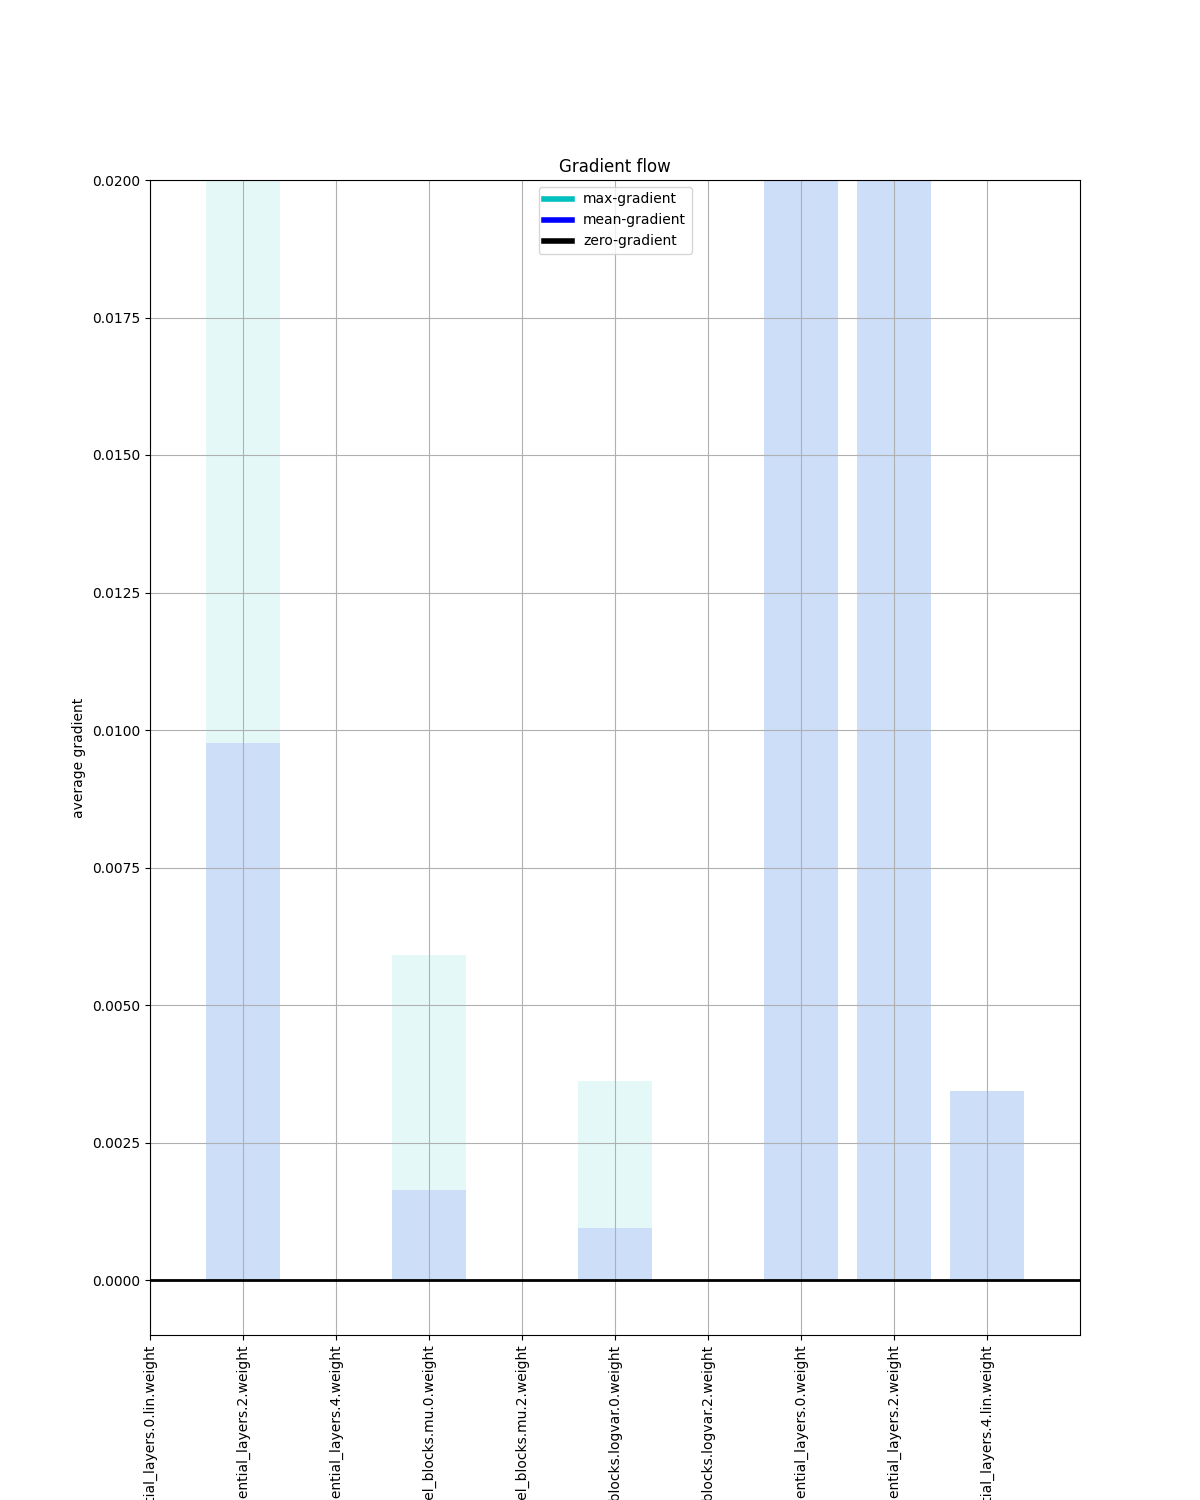 Gradient flow
max-gradient
mean-gradient
zero-gradient
0.0200
0.0175
0.0150
0.0125
0.0100
0.0075
0.0050
0.0025
0.0000
average gradient
tial_layers.0.lin.weight
ential_layers.2.weight
ential_layers.4.weight
el_blocks.mu.0.weight
el_blocks.mu.2.weight
blocks.logvar.0.weight
blocks.logvar.2.weight
ential_layers.0.weight
ential_layers.2.weight
tial_layers.4.lin.weight